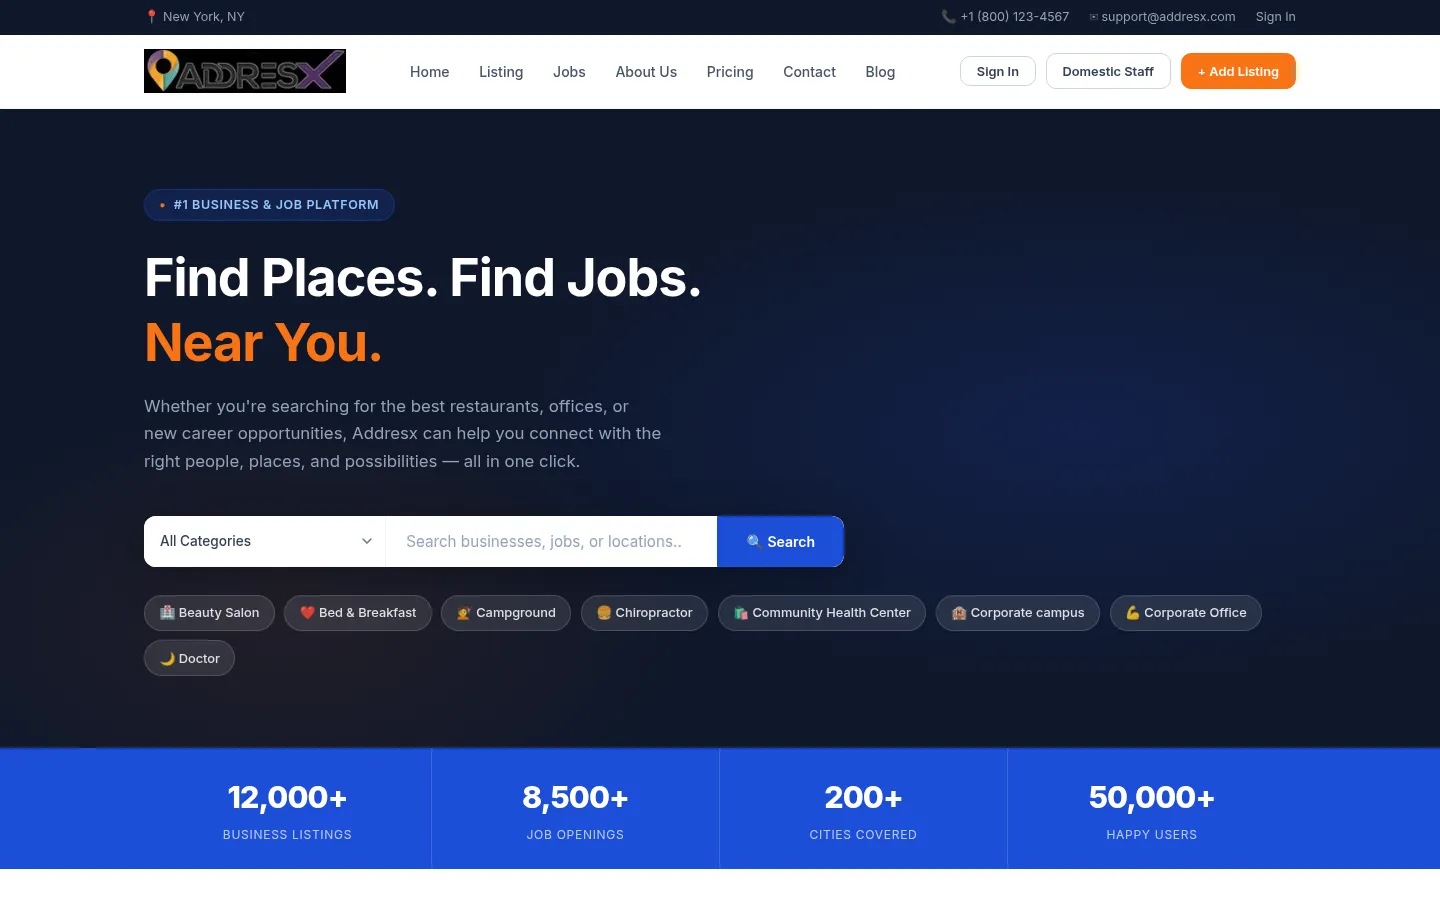 📍 New York, NY
📞 +1 (800) 123-4567
✉ support@addresx.com
Sign In
ADDRESX
Home
Listing
Jobs
About Us
Pricing
Contact
Blog
Sign In
Domestic Staff
+ Add Listing
#1 BUSINESS & JOB PLATFORM
Find Places. Find Jobs.
Near You.
Whether you're searching for the best restaurants, offices, or
new career opportunities, Addresx can help you connect with the
right people, places, and possibilities — all in one click.
All Categories
Search businesses, jobs, or locations..
🔍 Search
🏥 Beauty Salon
❤️ Bed & Breakfast
💇 Campground
🍔 Chiropractor
🛍️ Community Health Center
🏨 Corporate campus
💪 Corporate Office
🌙 Doctor
12,000+
BUSINESS LISTINGS
8,500+
JOB OPENINGS
200+
CITIES COVERED
50,000+
HAPPY USERS